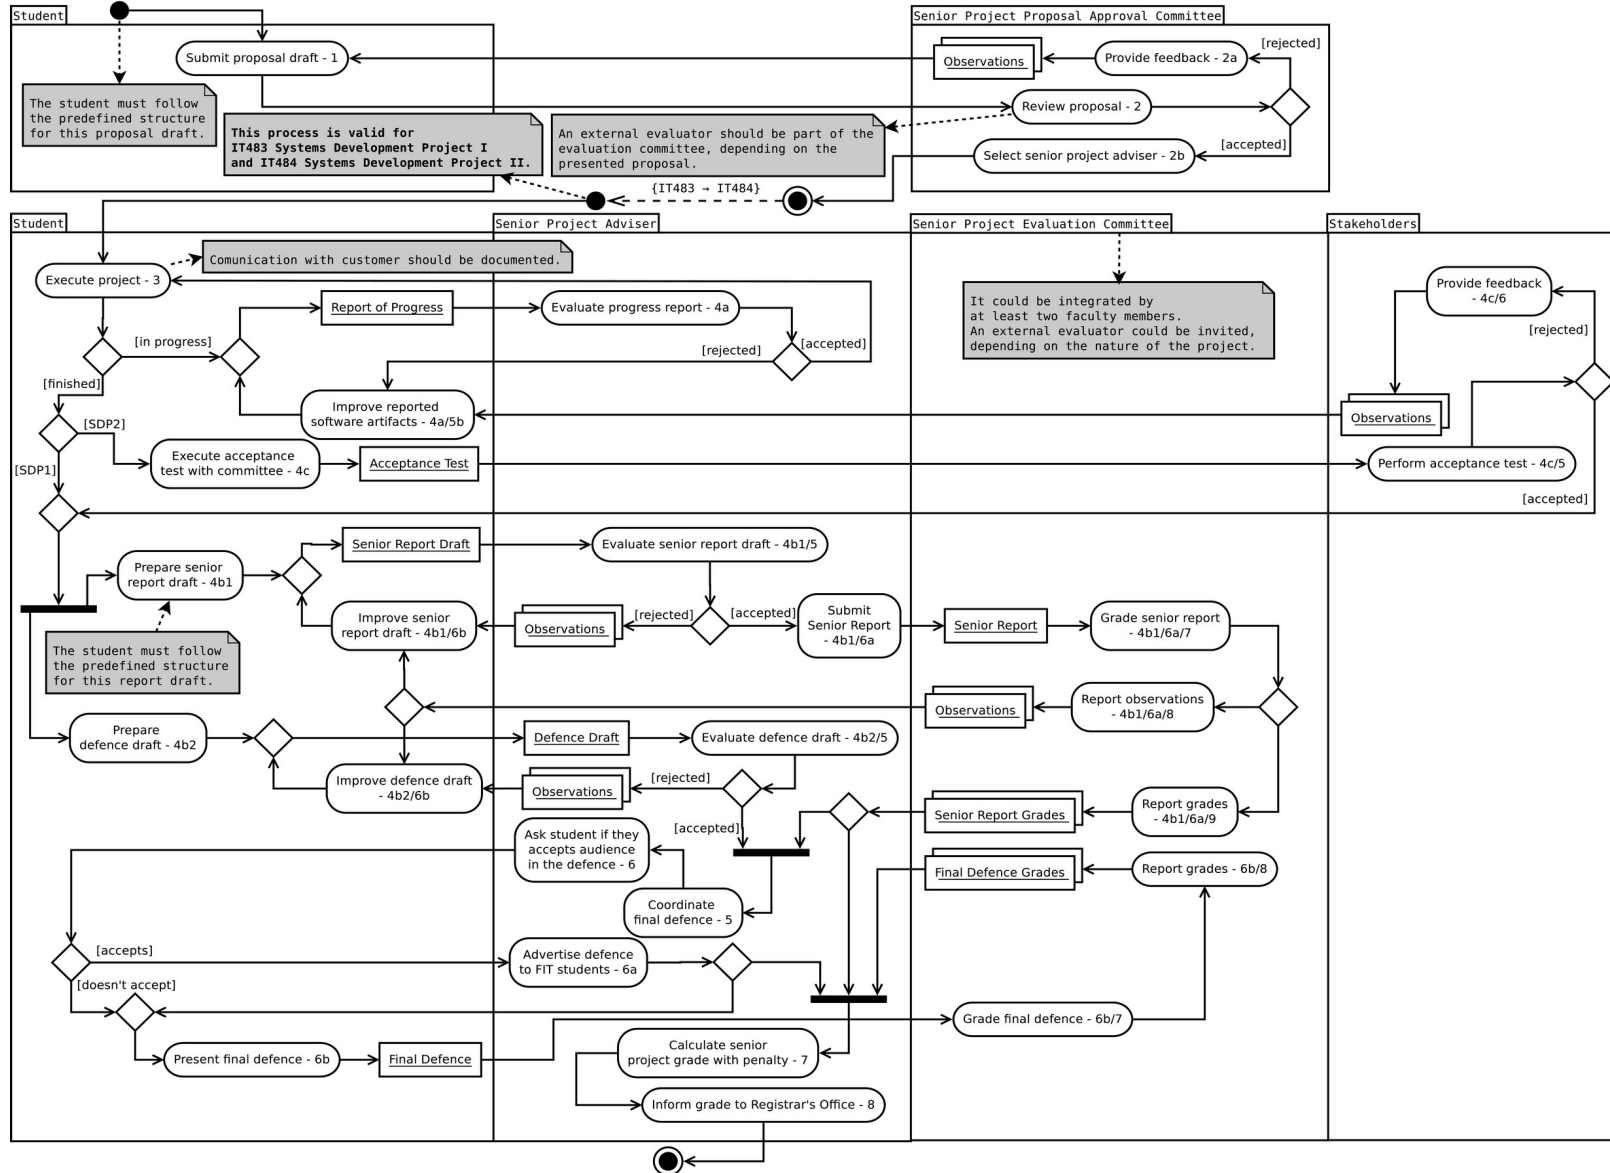 Student
Senior Project Proposal Approval Committee
Submit proposal draft - 1
Observations
Provide feedback - 2a
[rejected]
The student must follow
the predefined structure
for this proposal draft.
This process is valid for
IT483 Systems Development Project I
and IT484 Systems Development Project II.
An external evaluator should be part of the
evaluation committee, depending on the
presented proposal.
Review proposal - 2
[accepted]
Select senior project adviser - 2b
{IT483 → IT484}
Student
Senior Project Adviser
Senior Project Evaluation Committee
Stakeholders
Comunication with customer should be documented.
Execute project - 3
Report of Progress
Evaluate progress report - 4a
It could be integrated by
at least two faculty members.
An external evaluator could be invited,
depending on the nature of the project.
Provide feedback
- 4c/6
[rejected]
[in progress]
[rejected]
[accepted]
[finished]
Improve reported
software artifacts - 4a/5b
Observations
[SDP2]
Execute acceptance
test with committee - 4c
Acceptance Test
Perform acceptance test - 4c/5
[SDP1]
[accepted]
Senior Report Draft
Evaluate senior report draft - 4b1/5
Prepare senior
report draft - 4b1
Improve senior
report draft - 4b1/6b
Observations
[rejected]
[accepted]
Submit
Senior Report
- 4b1/6a
Senior Report
Grade senior report
- 4b1/6a/7
The student must follow
the predefined structure
for this report draft.
Observations
Report observations
- 4b1/6a/8
Prepare
defence draft - 4b2
Defence Draft
Evaluate defence draft - 4b2/5
Improve defence draft
- 4b2/6b
Observations
[rejected]
Senior Report Grades
Report grades
- 4b1/6a/9
[accepted]
Ask student if they
accepts audience
in the defence - 6
Final Defence Grades
Report grades - 6b/8
Coordinate
final defence - 5
[accepts]
Advertise defence
to FIT students - 6a
[doesn't accept]
Grade final defence - 6b/7
Present final defence - 6b
Final Defence
Calculate senior
project grade with penalty - 7
Inform grade to Registrar's Office - 8